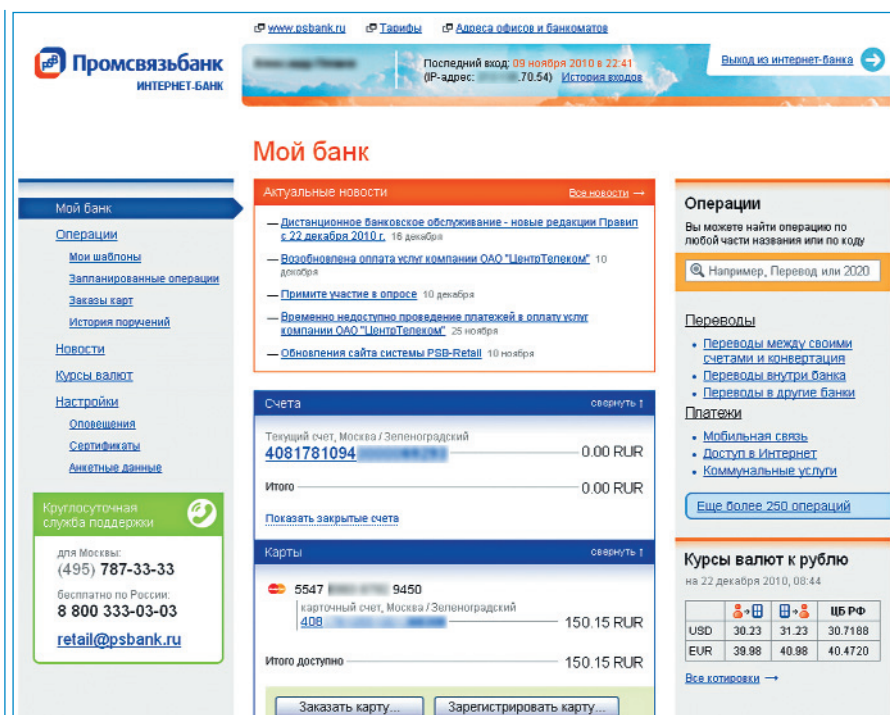 www.psbank.ru Тарифы Адреса офисов и банкоматов
Промсвязьбанк
ИНТЕРНЕТ-БАНК
Последний вход: 09 ноября 2010 в 22:41
(IP-адрес: .70.54) История входов
Выход из интернет-банка
Мой банк
Мой банк
Операции
Мои шаблоны
Запланированные операции
Заказы карт
История поручений
Новости
Курсы валют
Настройки
Оповещения
Сертификаты
Анкетные данные
Круглосуточная
служба поддержки
для Москвы:
(495) 787-33-33
бесплатно по России:
8 800 333-03-03
retail@psbank.ru
Актуальные новости Все новости →
— Дистанционное банковское обслуживание - новые редакции Правил
с 22 декабря 2010 г. 16 декабря
— Возобновлена оплата услуг компании ОАО "ЦентрТелеком" 10
декабря
— Примите участие в опросе 10 декабря
— Временно недоступно проведение платежей в оплату услуг
компании ОАО "ЦентрТелеком" 25 ноября
— Обновления сайта системы PSB-Retail 10 ноября
Счета свернуть ↑
Текущий счет, Москва / Зеленоградский
4081781094 0.00 RUR
Итого 0.00 RUR
Показать закрытые счета
Карты свернуть ↑
5547 9450
карточный счет, Москва / Зеленоградский
408 150.15 RUR
Итого доступно 150.15 RUR
Заказать карту... Зарегистрировать карту...
Операции
Вы можете найти операцию по
любой части названия или по коду
Например, Перевод или 2020
Переводы
• Переводы между своими
счетами и конвертация
• Переводы внутри банка
• Переводы в другие банки
Платежи
• Мобильная связь
• Доступ в Интернет
• Коммунальные услуги
Еще более 250 операций
Курсы валют к рублю
на 22 декабря 2010, 08:44
ЦБ РФ
USD 30.23 31.23 30.7188
EUR 39.98 40.98 40.4720
Все котировки →